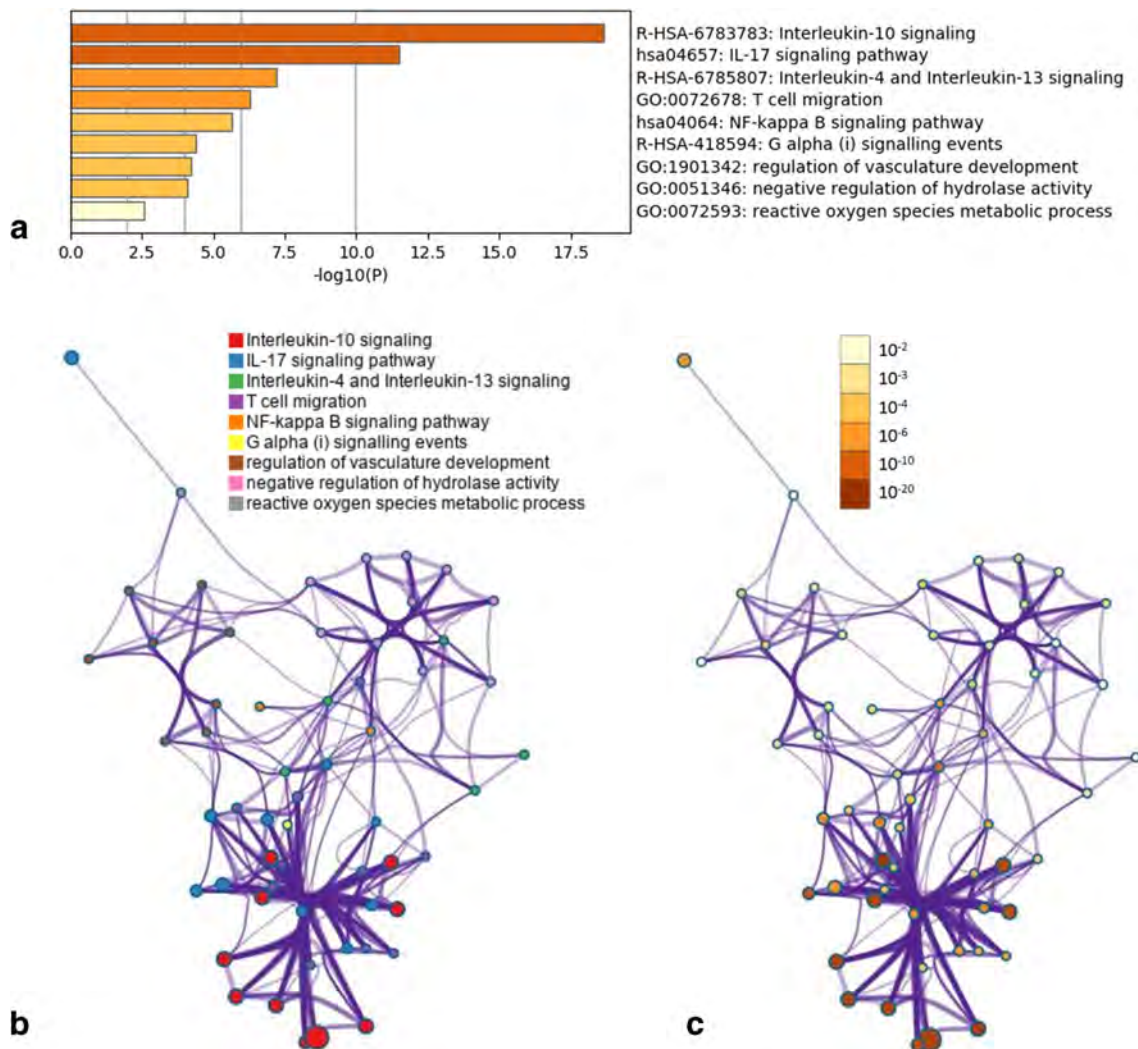 R-HSA-6783783: Interleukin-10 signaling
hsa04657: IL-17 signaling pathway
R-HSA-6785807: Interleukin-4 and Interleukin-13 signaling
GO:0072678: T cell migration
hsa04064: NF-kappa B signaling pathway
R-HSA-418594: G alpha (i) signalling events
GO:1901342: regulation of vasculature development
GO:0051346: negative regulation of hydrolase activity
GO:0072593: reactive oxygen species metabolic process
a
0.0 2.5 5.0 7.5 10.0 12.5 15.0 17.5
-log10(P)
Interleukin-10 signaling
IL-17 signaling pathway
Interleukin-4 and Interleukin-13 signaling
T cell migration
NF-kappa B signaling pathway
G alpha (i) signalling events
regulation of vasculature development
negative regulation of hydrolase activity
reactive oxygen species metabolic process
10-2
10-3
10-4
10-6
10-10
10-20
b
c